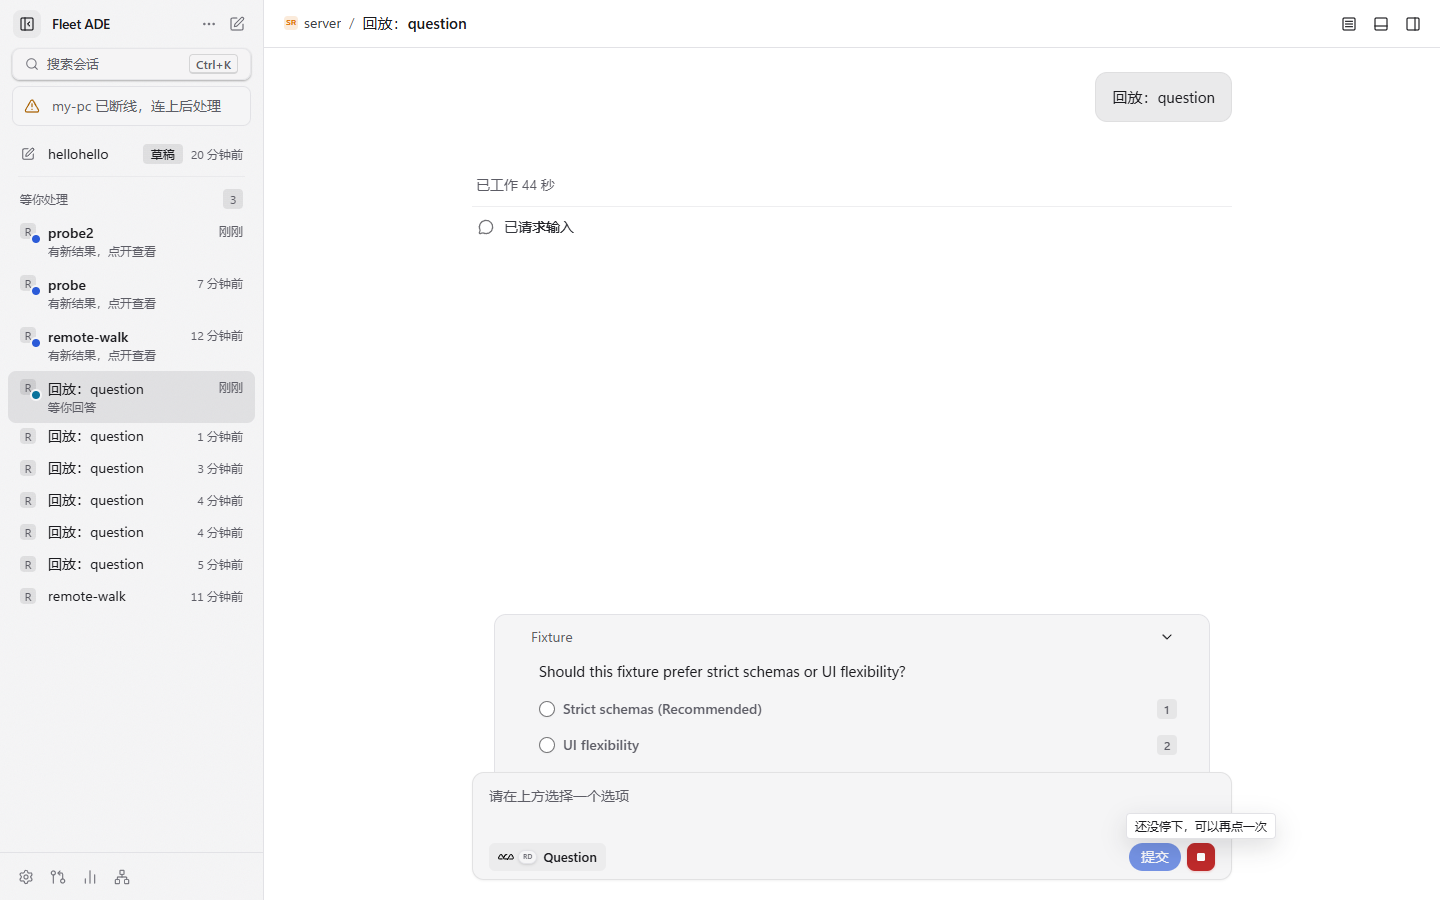 Fleet ADE
搜索会话 Ctrl+K
my-pc 已断线，连上后处理
hellohello 草稿 20 分钟前
等你处理 3
R probe2 刚刚
有新结果，点开查看
R probe 7 分钟前
有新结果，点开查看
R remote-walk 12 分钟前
有新结果，点开查看
R 回放：question 刚刚
等你回答
R 回放：question 1 分钟前
R 回放：question 3 分钟前
R 回放：question 4 分钟前
R 回放：question 4 分钟前
R 回放：question 5 分钟前
R remote-walk 11 分钟前
SR server / 回放：question
回放：question
已工作 44 秒
已请求输入
Fixture
Should this fixture prefer strict schemas or UI flexibility?
Strict schemas (Recommended) 1
UI flexibility 2
请在上方选择一个选项
还没停下，可以再点一次
RD Question 提交